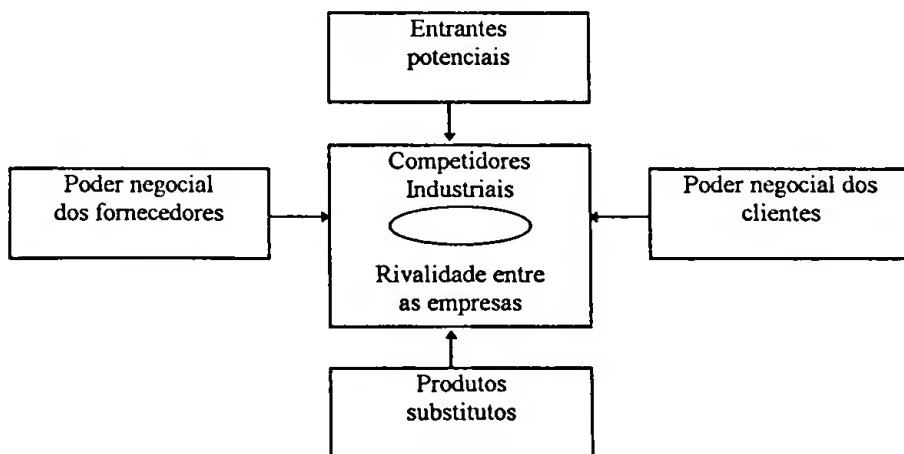 Entrantes
potenciais
Competidores
Industriais
Poder negocial
dos fornecedores
Poder negocial dos
clientes
Rivalidade entre
as empresas
Produtos
substitutos